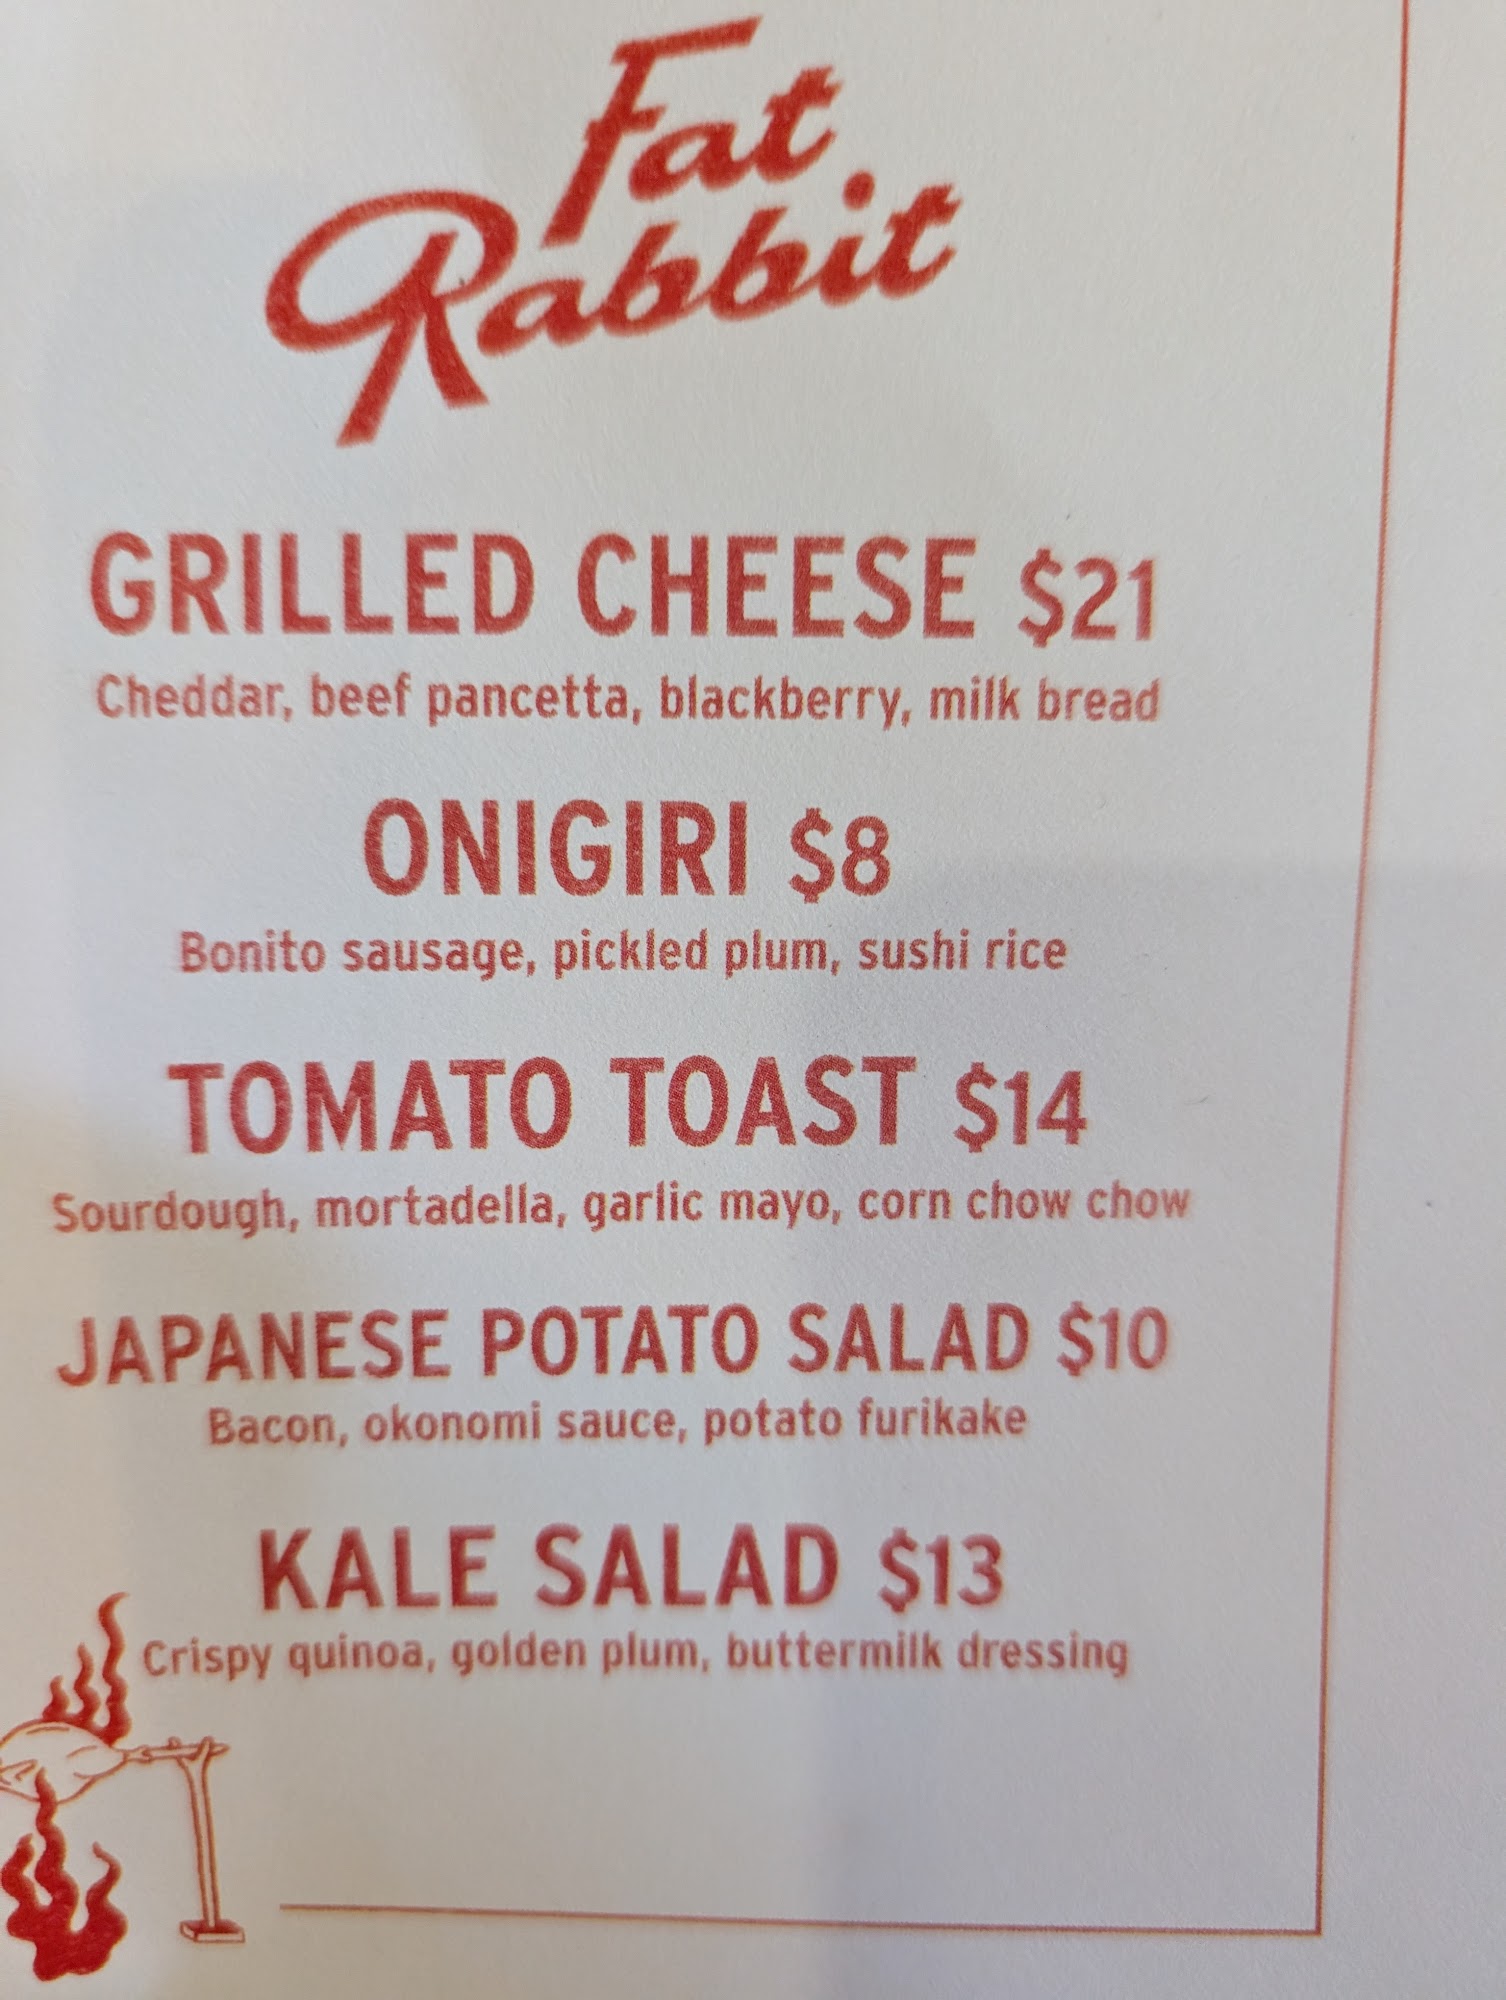 Fat
Rabbit
GRILLED CHEESE $21
Cheddar, beef pancetta, blackberry, milk bread
ONIGIRI $8
Bonito sausage, pickled plum, sushi rice
TOMATO TOAST $14
Sourdough, mortadella, garlic mayo, corn chow chow
JAPANESE POTATO SALAD $10
Bacon, okonomi sauce, potato furikake
KALE SALAD $13
Crispy quinoa, golden plum, buttermilk dressing